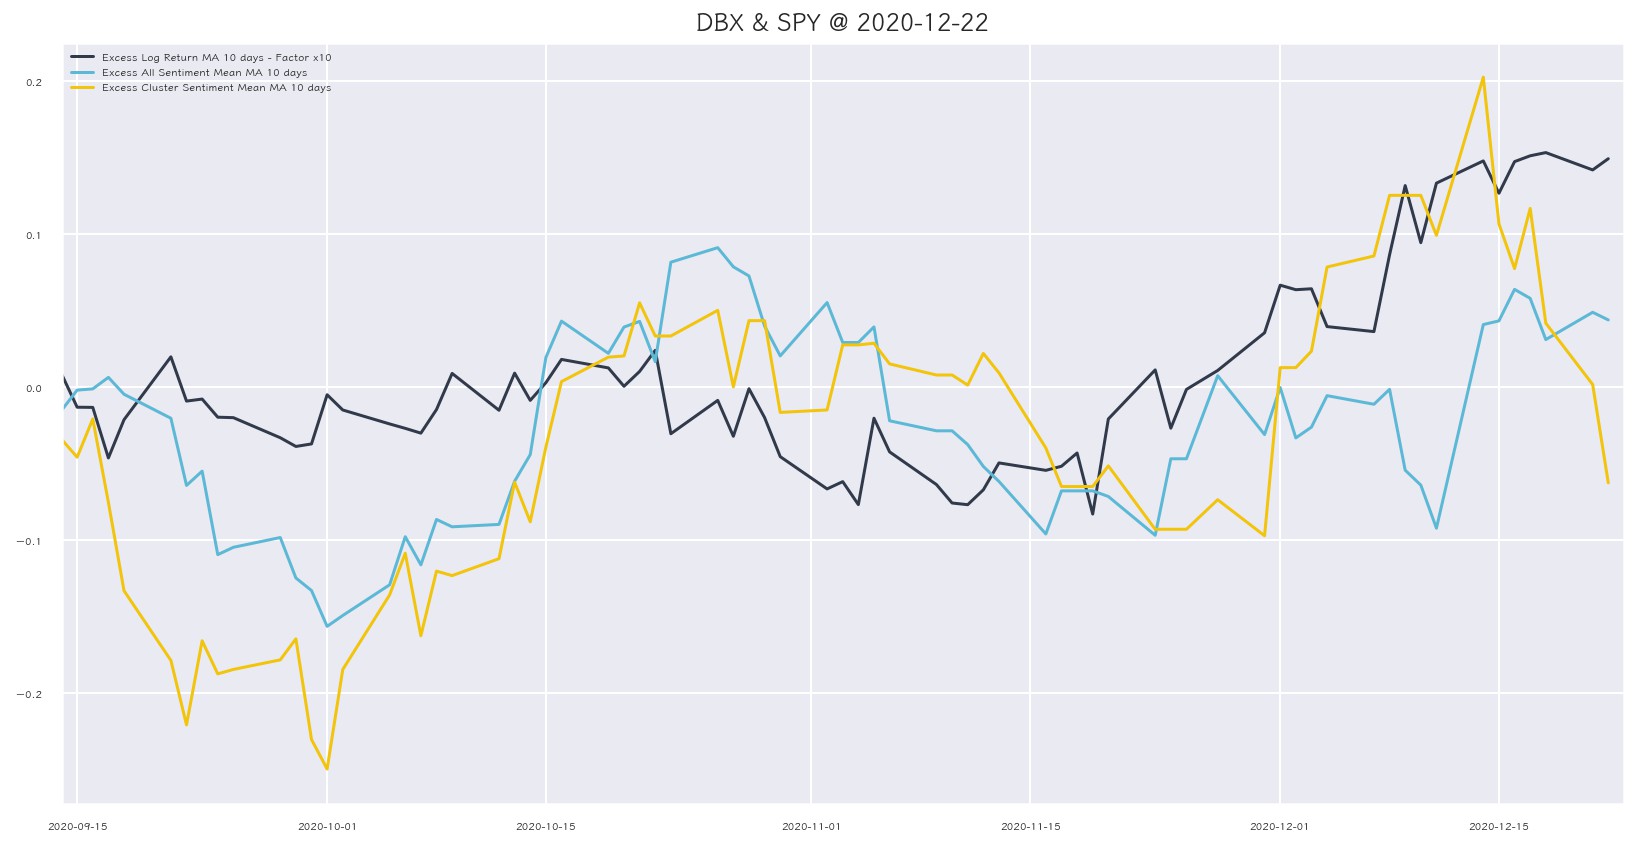 DBX & SPY @ 2020-12-22
Excess Log Return MA 10 days - Factor x10
Excess All Sentiment Mean MA 10 days
Excess Cluster Sentiment Mean MA 10 days
0.2
0.1
0.0
−0.1
−0.2
2020-09-15 2020-10-01 2020-10-15 2020-11-01 2020-11-15 2020-12-01 2020-12-15